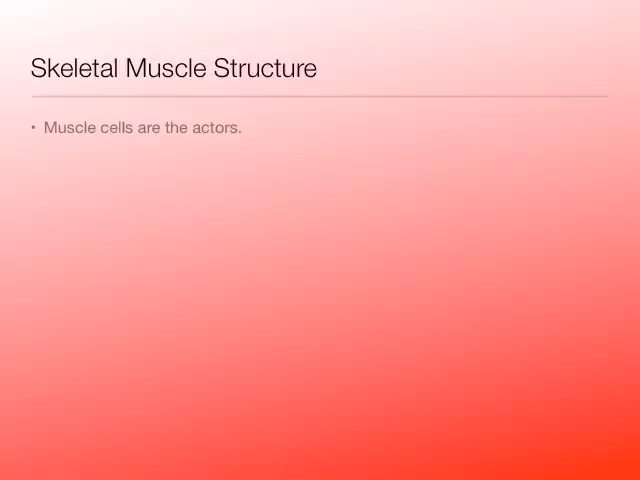 Skeletal Muscle Structure
• Muscle cells are the actors.